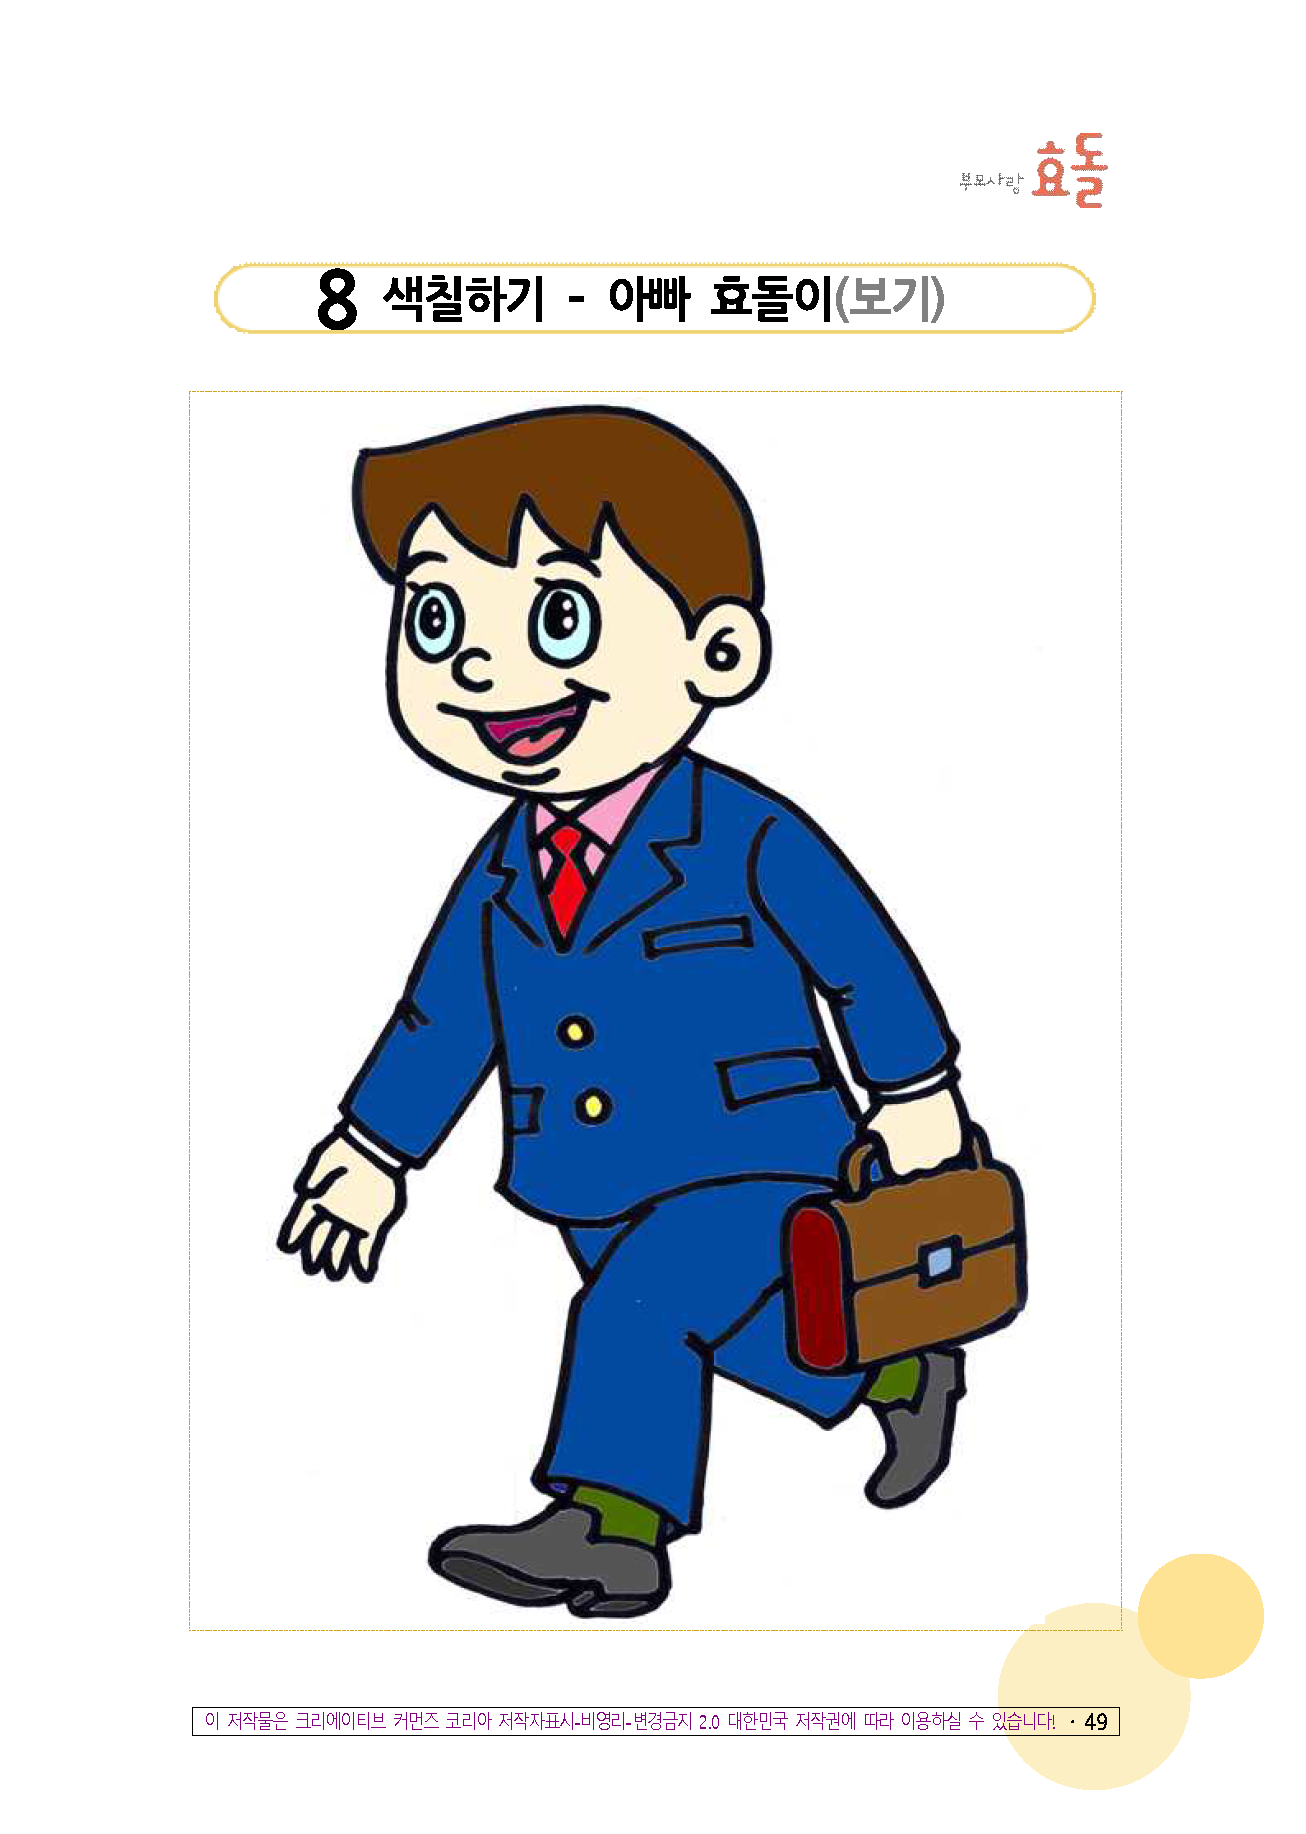 부모사랑 효돌
8 색칠하기 - 아빠 효돌이(보기)
이 저작물은 크리에이티브 커먼즈 코리아 저작자표시-비영리-변경금지 2.0 대한민국 저작권에 따라 이용하실 수 있습니다! · 49